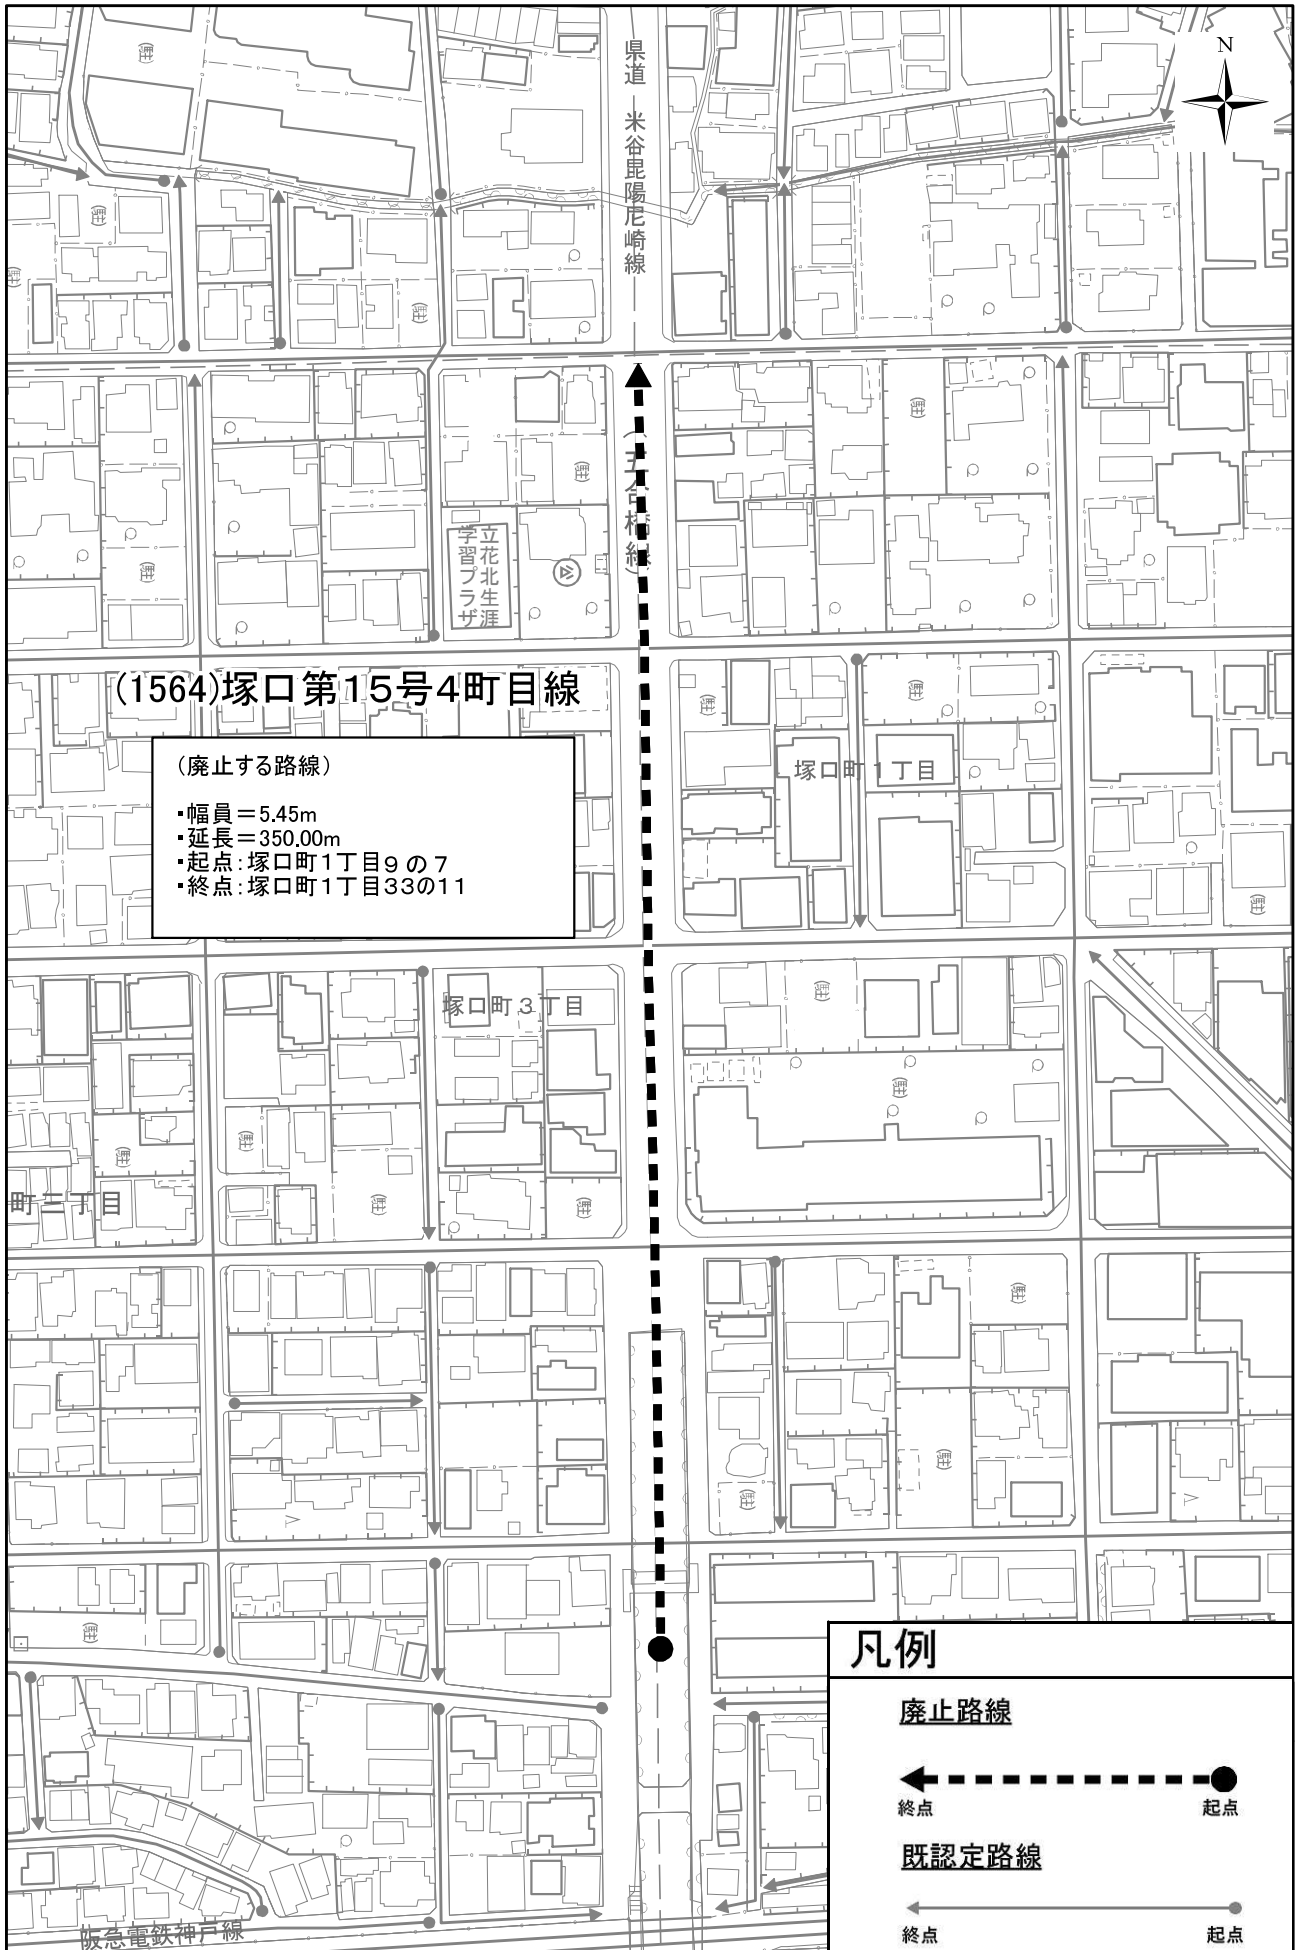 N
県道 米谷昆陽尼崎線
(五合橋線)
立花北生涯
学習プラザ
(1564)塚口第15号4町目線
(廃止する路線)
▪幅員=5.45m
▪延長=350.00m
▪起点:塚口町1丁目9の7
▪終点:塚口町1丁目33の11
塚口町1丁目
塚口町3丁目
町三丁目
阪急電鉄神戸線
凡例
廃止路線
終点 起点
既認定路線
終点 起点